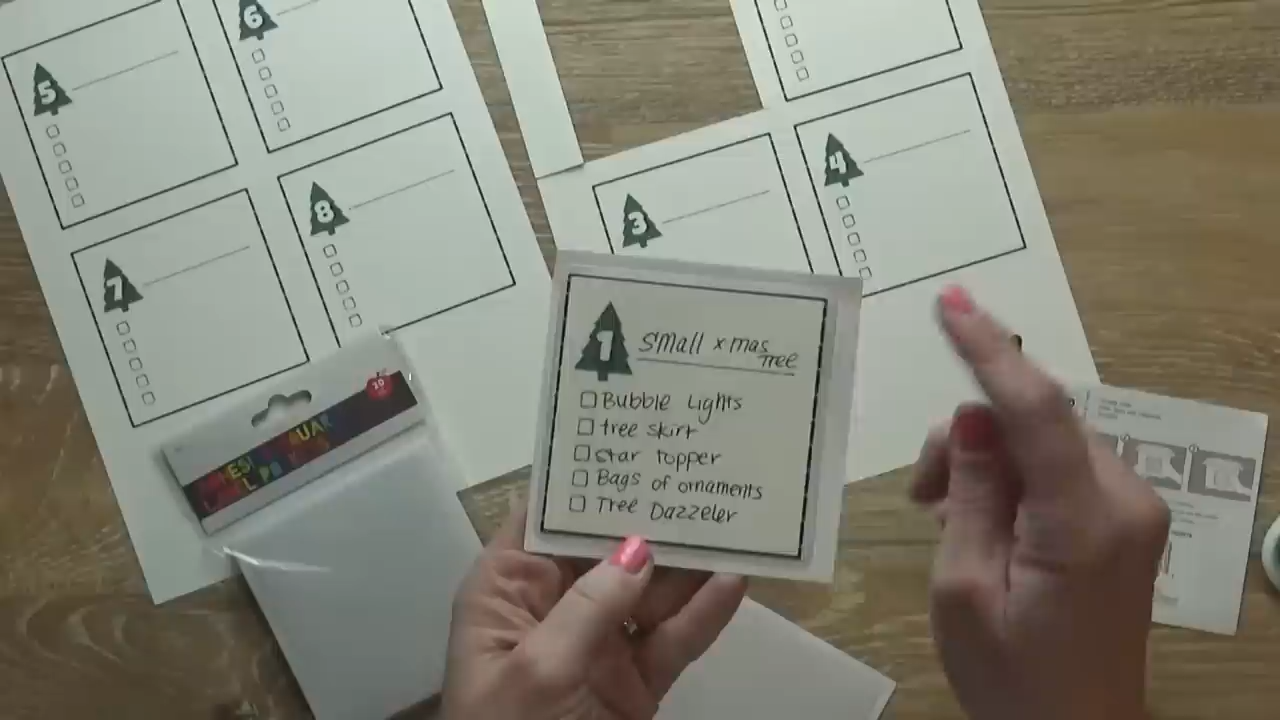 5
6
7
8
3
4
1
small xmas
Tree
Bubble Lights
tree skirt
star topper
Bags of ornaments
Tree Dazzeler